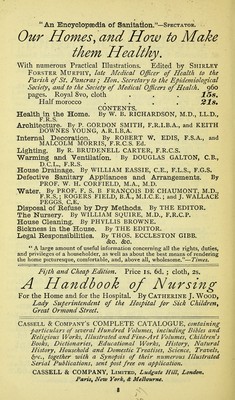 "An Encyclopædia of Sanitation."—SPECTATOR.
Our Homes, and How to Make
them Healthy.
With numerous Practical Illustrations. Edited by SHIRLEY
FORSTER MURPHY, late Medical Officer of Health to the
Parish of St. Pancras; Hon. Secretary to the Epidemiological
Society, and to the Society of Medical Officers of Health. 960
pages. Royal 8vo, cloth 15s.
Half morocco 21s.
CONTENTS.
Health in the Home. By W. B. RICHARDSON, M.D., LL.D.,
F.R.S.
Architecture. By P. GORDON SMITH, F.R.I.B.A., and KEITH
DOWNES YOUNG, A.R.I.B.A.
Internal Decoration. By ROBERT W. EDIS, F.S.A., and
MALCOLM MORRIS, F.R.C.S. Ed.
Lighting. By R. BRUDENELL CARTER, F.R.C.S.
Warming and Ventilation. By DOUGLAS GALTON, C.B.,
D.C.L., F.R.S.
House Drainage. By WILLIAM EASSIE, C.E., F.L.S., F.G.S.
Defective Sanitary Appliances and Arrangements. By
PROF. W. H. CORFIELD, M.A., M.D.
Water. By PROF. F. S. B. FRANÇOIS DE CHAUMONT, M.D.,
F.R.S.; ROGERS FIELD, B.A., M.I.C.E.; and J. WALLACE
PEGGS, C.E.
Disposal of Refuse by Dry Methods. By THE EDITOR.
The Nursery. By WILLIAM SQUIRE, M.D., F.R.C.P.
House Cleaning. By PHYLLIS BROWNE.
Sickness in the House. By THE EDITOR.
Legal Responsibilities. By THOS. ECCLESTON GIBB.
&c. &c.
"A large amount of useful information concerning all the rights, duties,
and privileges of a householder, as well as about the best means of rendering
the home picturesque, comfortable, and, above all, wholesome."—Times.
Fifth and Cheap Edition. Price 1s. 6d.; cloth, 2s.
A Handbook of Nursing
For the Home and for the Hospital. By CATHERINE J. WOOD,
Lady Superintendent of the Hospital for Sick Children,
Great Ormond Street.
CASSELL & COMPANY'S COMPLETE CATALOGUE, containing
particulars of several Hundred Volumes, including Bibles and
Religious Works, Illustrated and Fine-Art Volumes, Children's
Books, Dictionaries, Educational Works, History, Natural
History, Household and Domestic Treatises, Science, Travels,
&c., together with a Synopsis of their numerous Illustrated
Serial Publications, sent post free on application.
CASSELL & COMPANY, LIMITED, Ludgate Hill, London.
Paris, New York, & Melbourne.